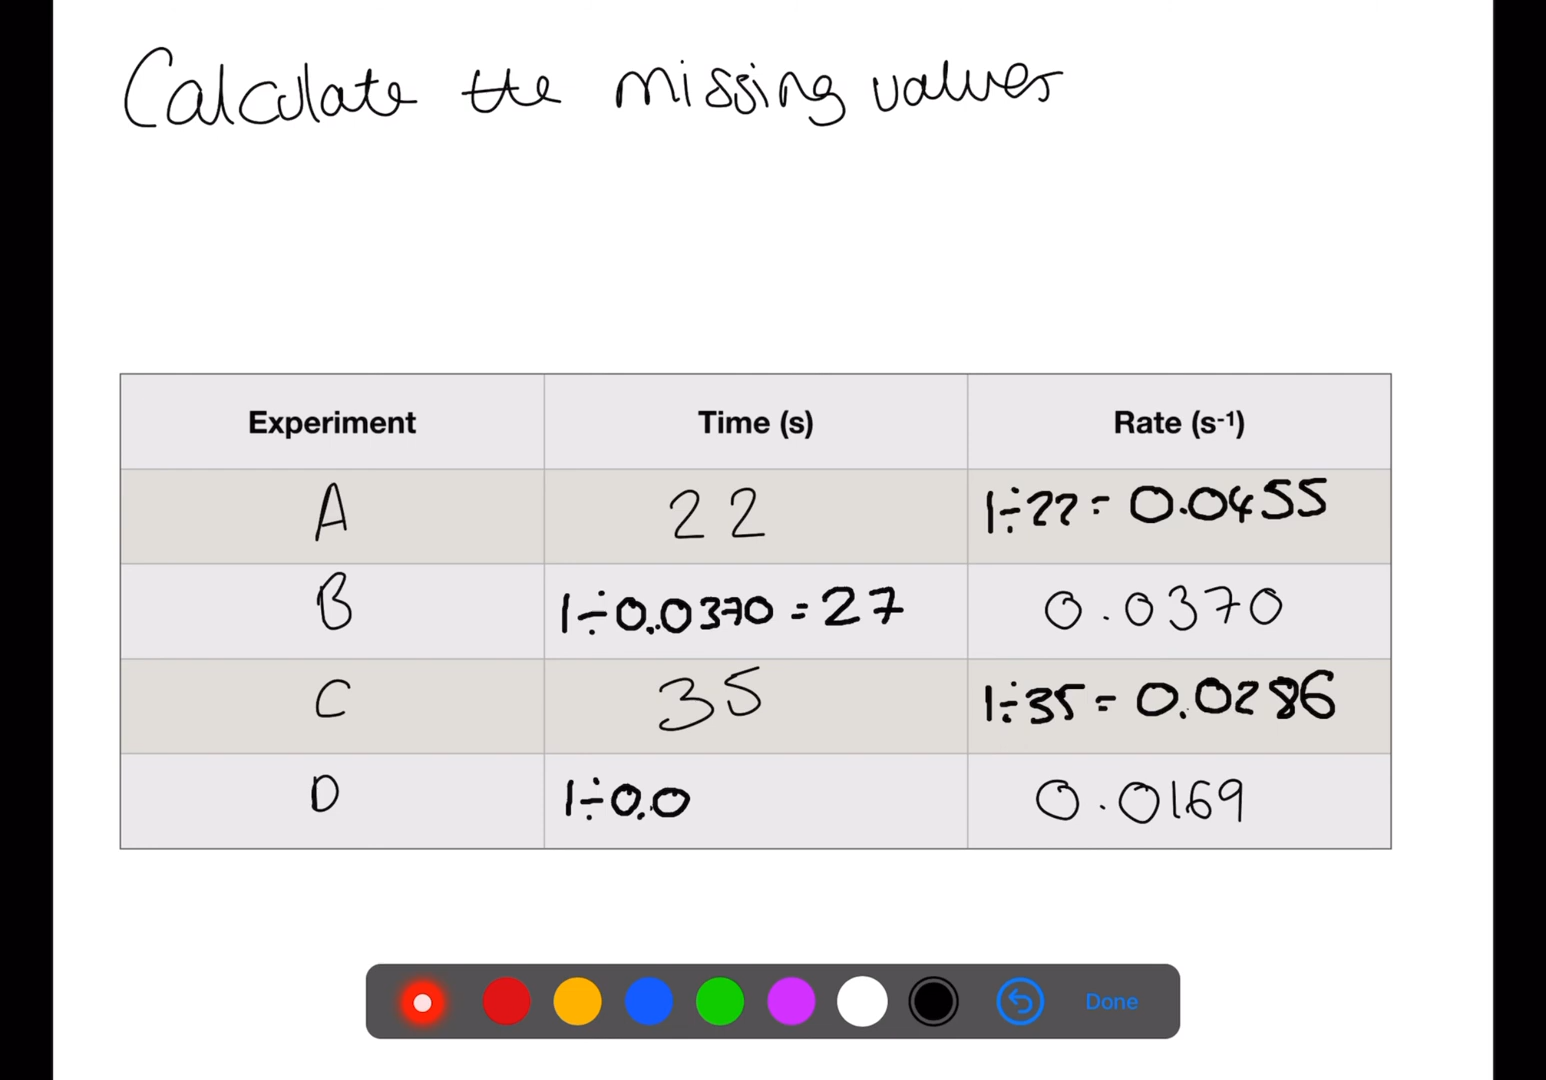 Calculate the missing values
Experiment Time (s) Rate (s-1)
A 22 1÷22= 0.0455
B 1÷0.0370 = 27 0.0370
C 35 1÷35= 0.0286
D 1÷0.0 0.0169
Done